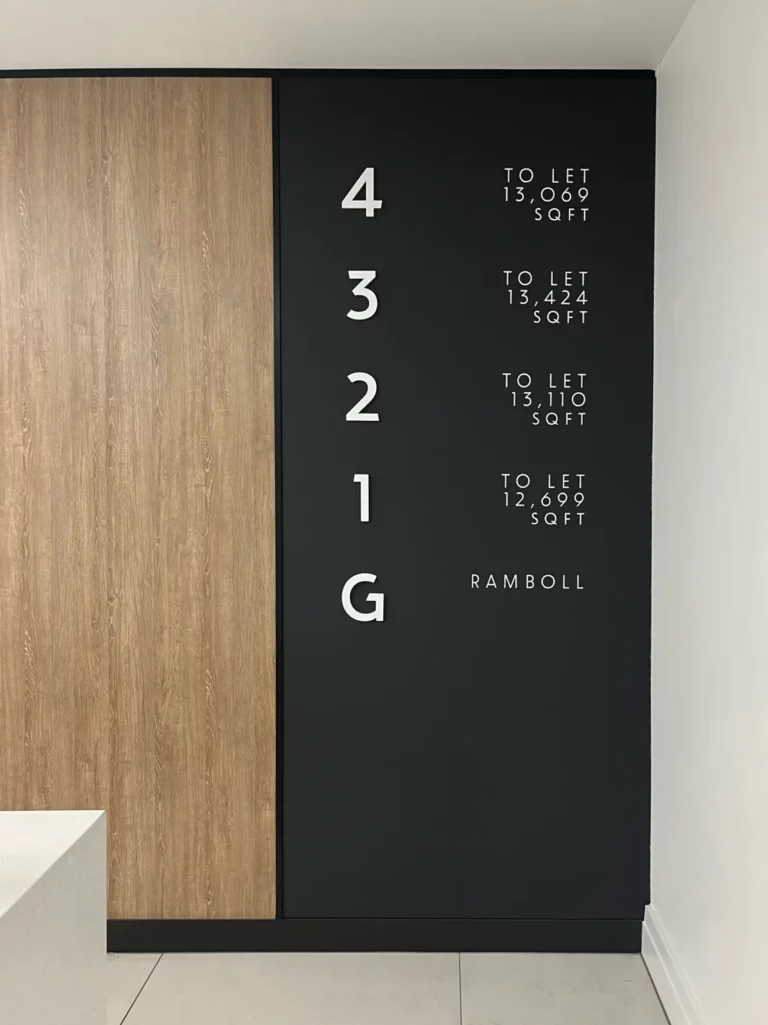 4
TO LET
13,069
SQFT
3
TO LET
13,424
SQFT
2
TO LET
13,110
SQFT
1
TO LET
12,699
SQFT
G
RAMBOLL